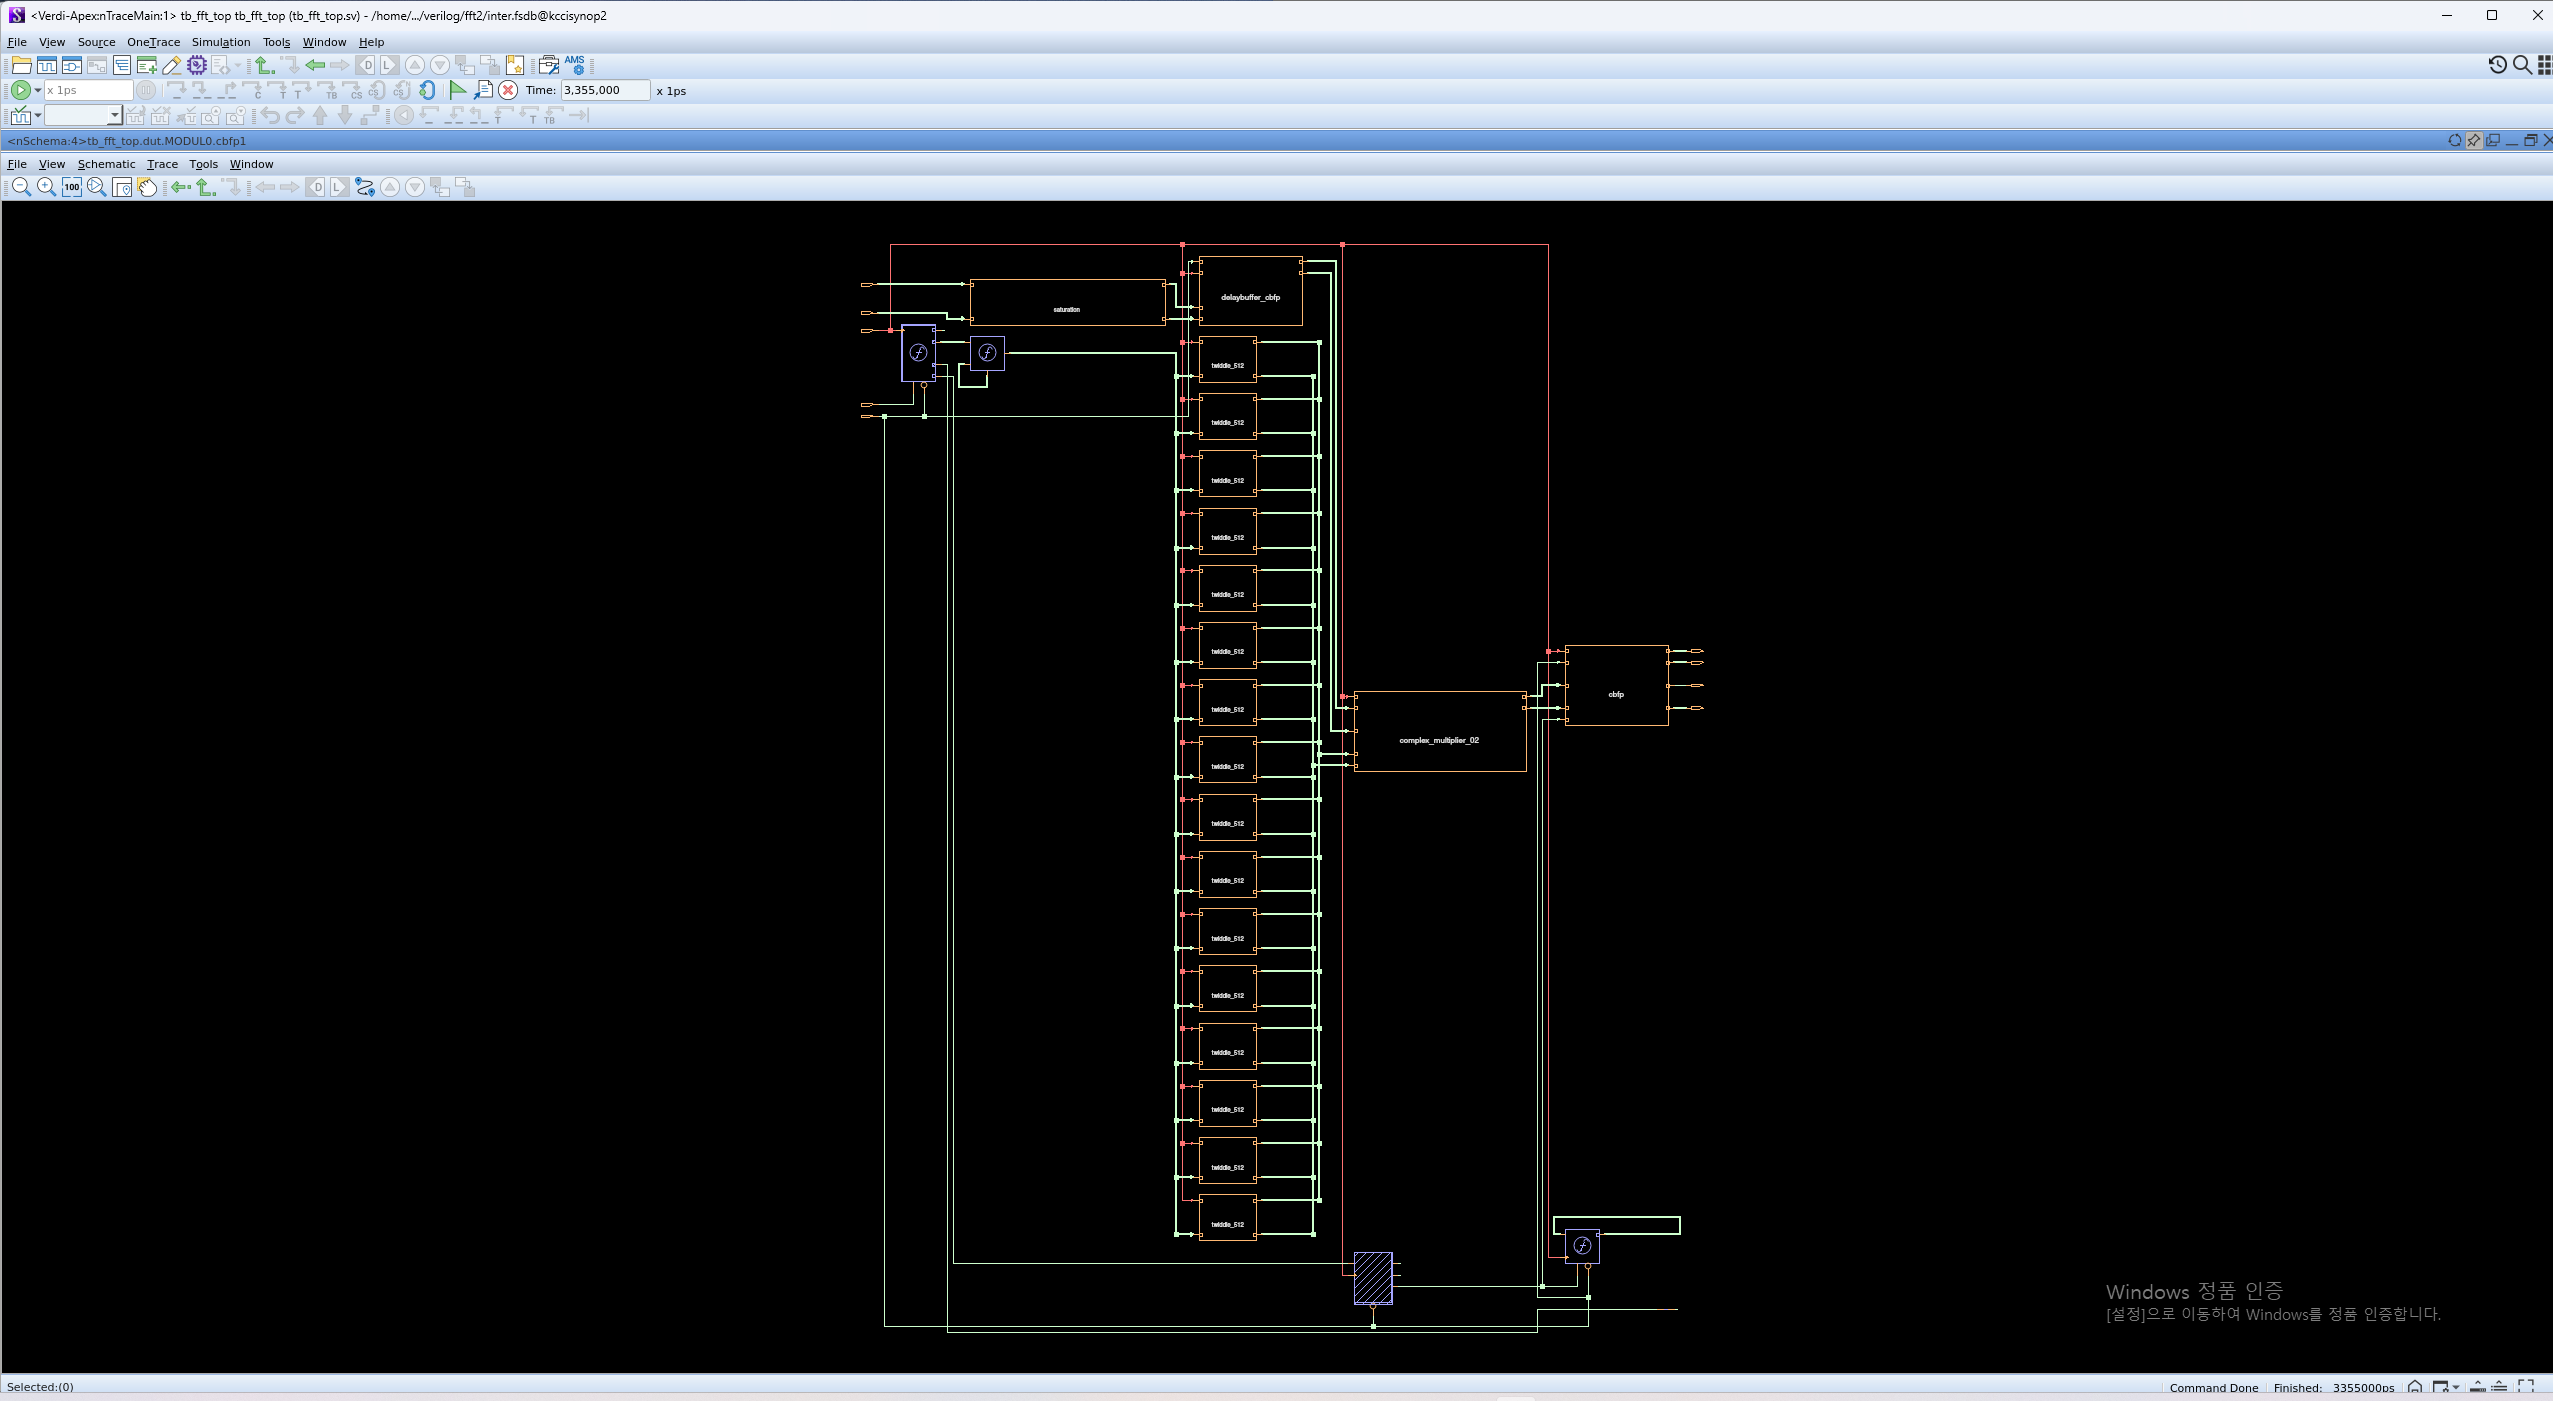 <Verdi-Apex:nTraceMain:1> tb_fft_top tb_fft_top (tb_fft_top.sv) - /home/.../verilog/fft2/inter.fsdb@kccisynop2
File View Source OneTrace Simulation Tools Window Help
D L AMS
x 1ps C T T TB CS CS CS Time: 3,355,000 x 1ps
T T TB
<nSchema:4>tb_fft_top.dut.MODUL0.cbfp1
File View Schematic Trace Tools Window
100 D L
delaybuffer_cbfp
saturation
f f
twiddle_512
twiddle_512
twiddle_512
twiddle_512
twiddle_512
twiddle_512
cbfp
twiddle_512
complex_multiplier_02
twiddle_512
twiddle_512
twiddle_512
twiddle_512
twiddle_512
twiddle_512
twiddle_512
twiddle_512
twiddle_512
f
Windows 정품 인증
[설정]으로 이동하여 Windows를 정품 인증합니다.
Selected:(0) Command Done Finished: 3355000ps